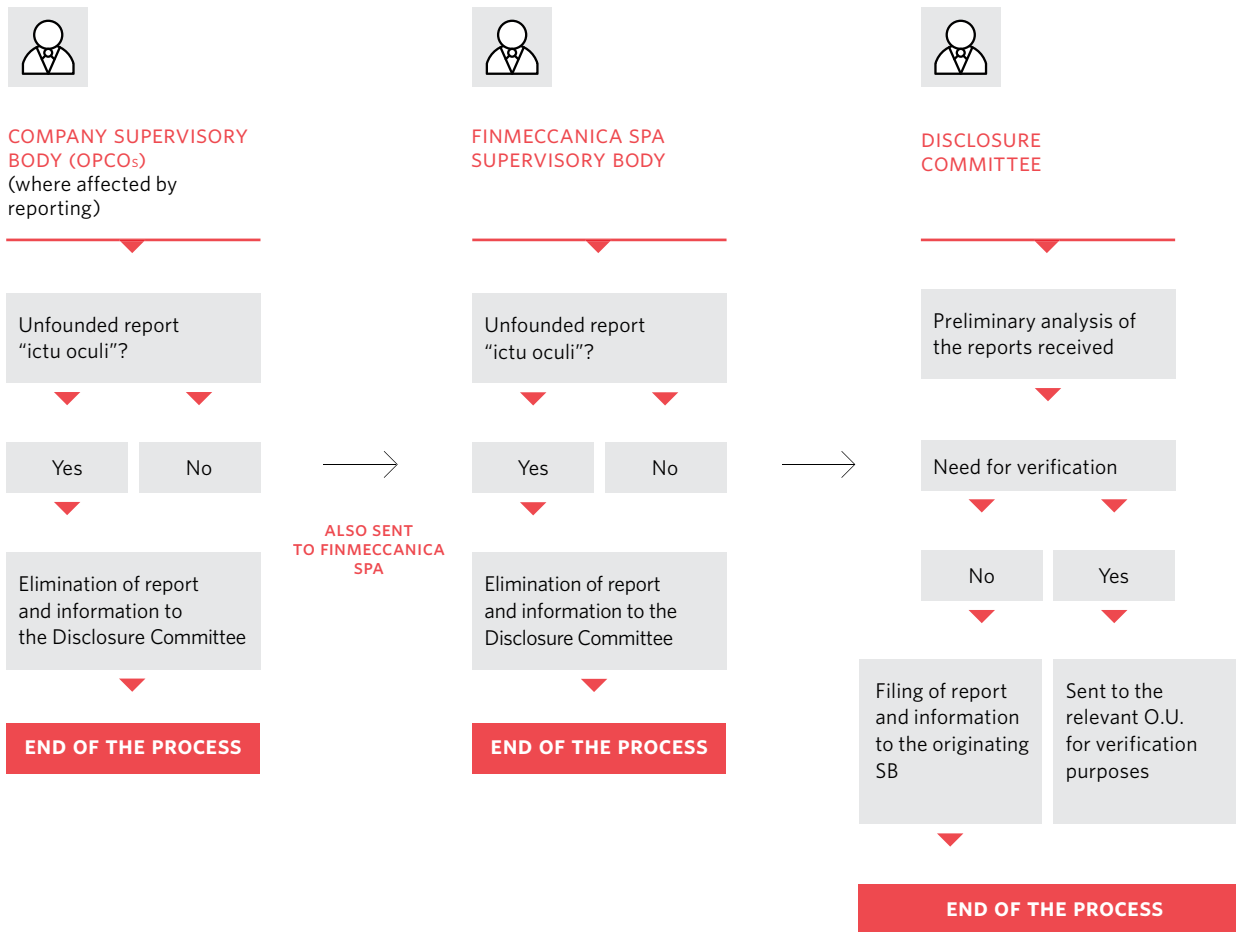 COMPANY SUPERVISORY
BODY (OPCOs)
(where affected by
reporting)
Unfounded report
“ictu oculi”?
Yes
No
Elimination of report
and information to
the Disclosure Committee
END OF THE PROCESS
ALSO SENT
TO FINMECCANICA
SPA
FINMECCANICA SPA
SUPERVISORY BODY
Unfounded report
“ictu oculi”?
Yes
No
Elimination of report
and information to the
Disclosure Committee
END OF THE PROCESS
DISCLOSURE
COMMITTEE
Preliminary analysis of
the reports received
Need for verification
No
Yes
Filing of report
and information
to the originating
SB
Sent to the
relevant O.U.
for verification
purposes
END OF THE PROCESS